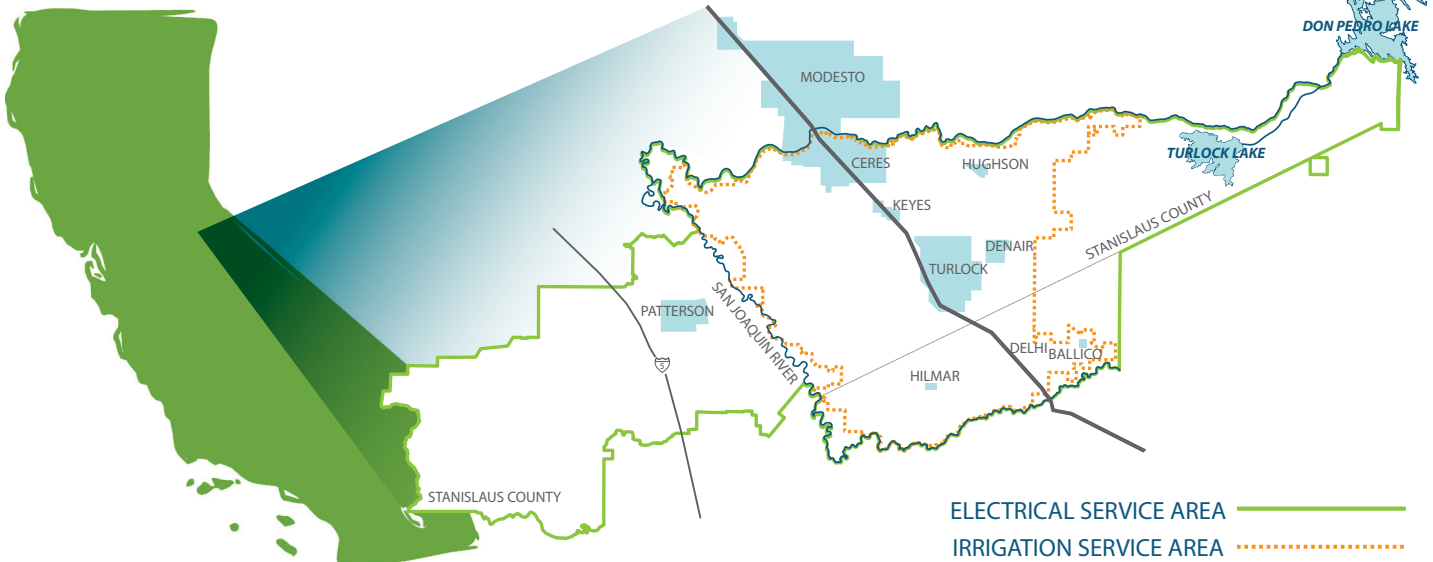 DON PEDRO LAKE
MODESTO
TURLOCK LAKE
CERES
HUGHSON
KEYES
STANISLAUS COUNTY
DENAIR
TURLOCK
PATTERSON
SAN JOAQUIN RIVER
5
DELHI
BALLICO
HILMAR
STANISLAUS COUNTY
ELECTRICAL SERVICE AREA
IRRIGATION SERVICE AREA